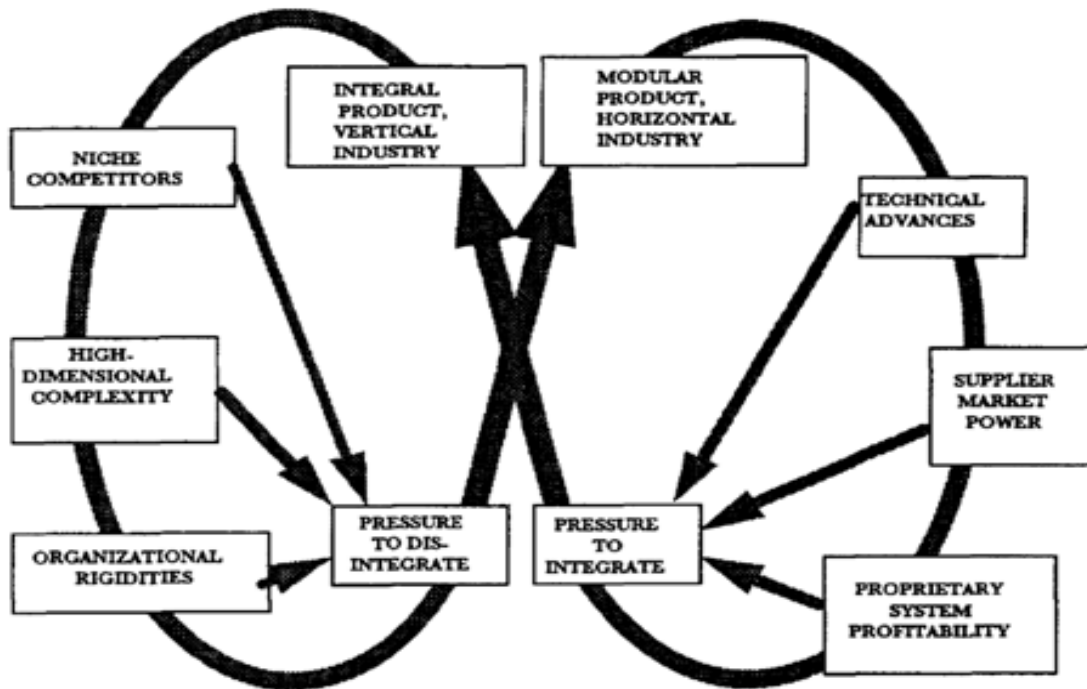 INTEGRAL
PRODUCT,
VERTICAL
INDUSTRY
MODULAR
PRODUCT,
HORIZONTAL
INDUSTRY
NICHE
COMPETITORS
TECHNICAL
ADVANCES
HIGH-
DIMENSIONAL
COMPLEXITY
SUPPLIER
MARKET
POWER
ORGANIZATIONAL
RIGIDITIES
PRESSURE
TO DIS-
INTEGRATE
PRESSURE
TO
INTEGRATE
PROPRIETARY
SYSTEM
PROFITABILITY